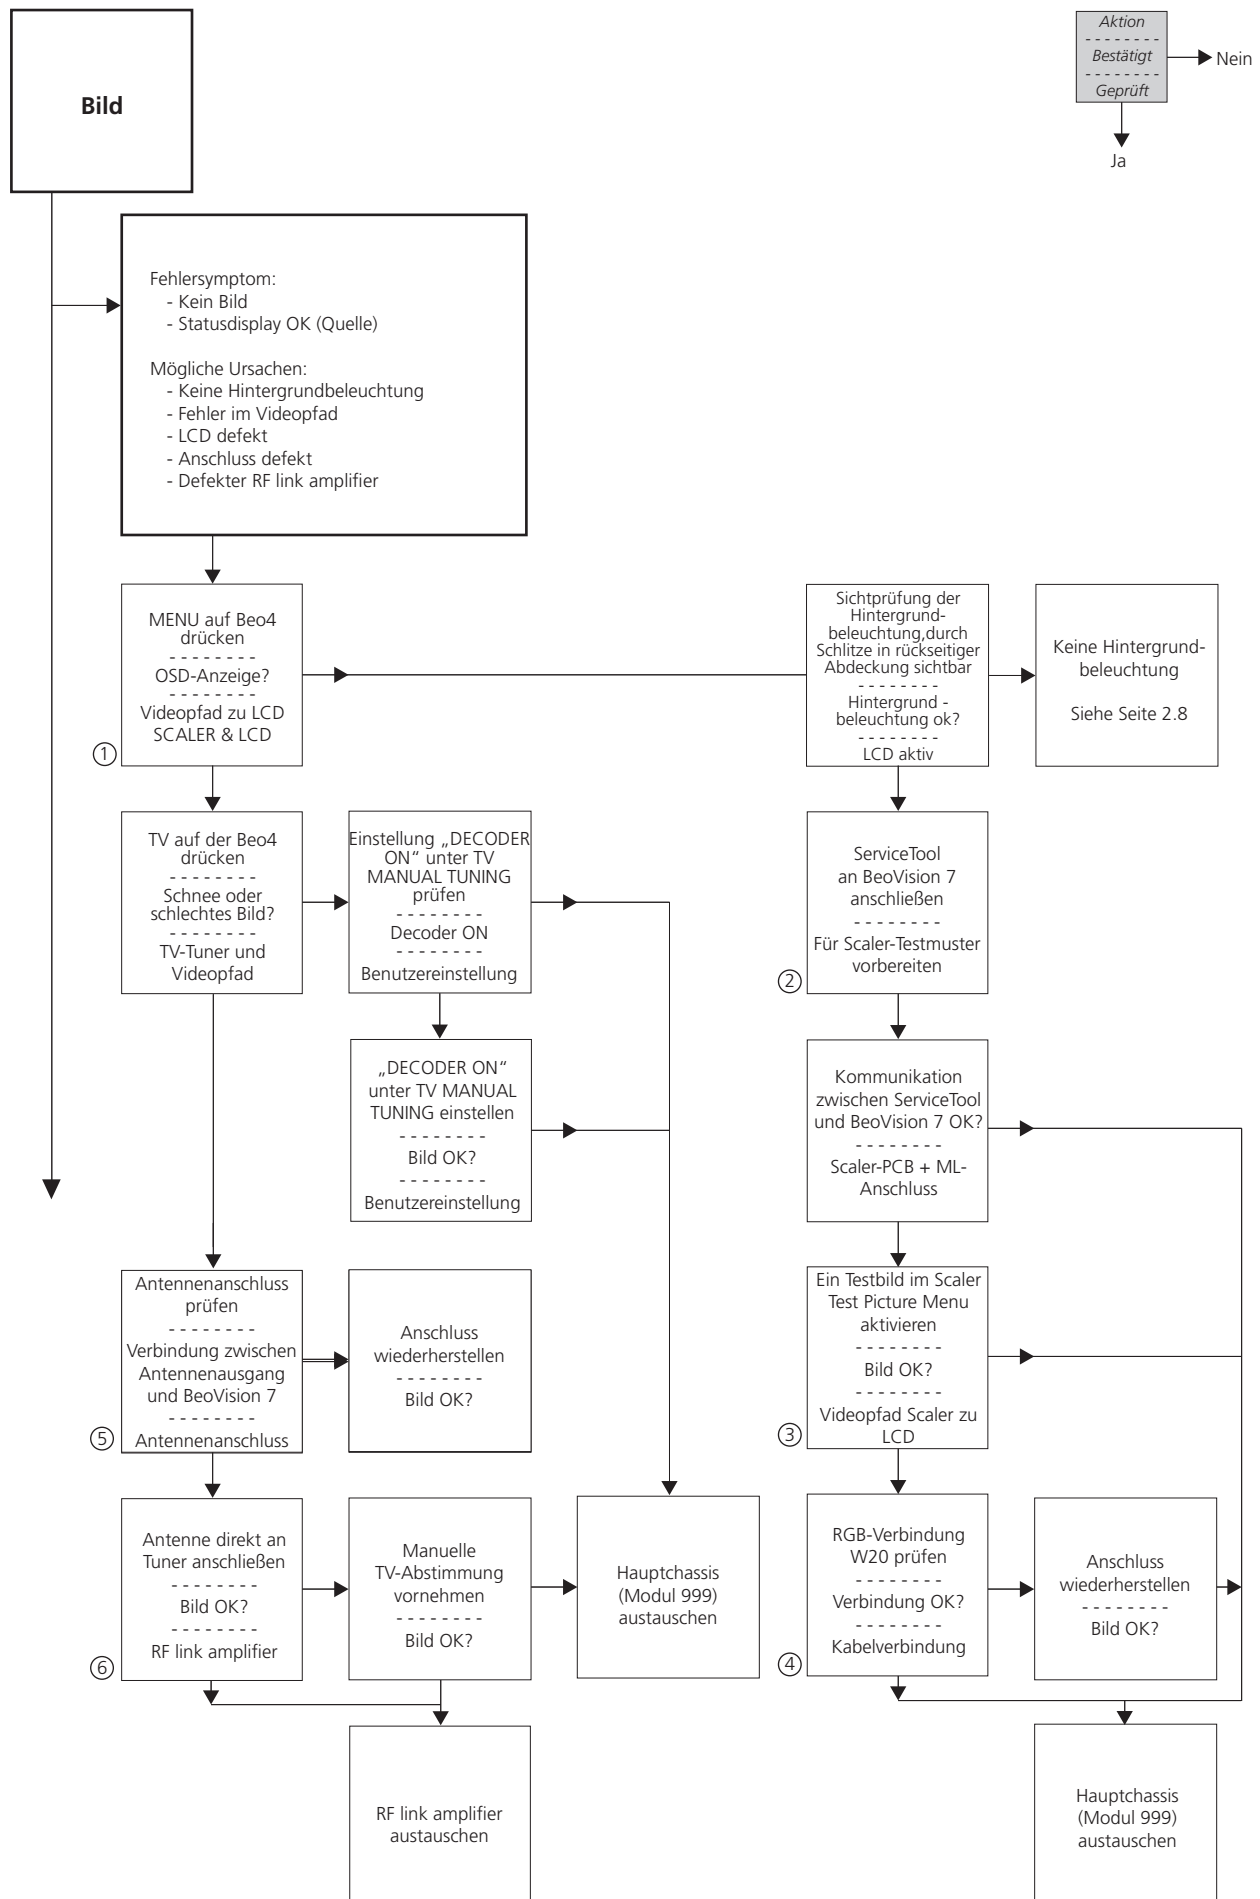 Bild
Aktion
Bestätigt
Geprüft
Nein
Ja
Fehlersymptom:
- Kein Bild
- Statusdisplay OK (Quelle)
Mögliche Ursachen:
- Keine Hintergrundbeleuchtung
- Fehler im Videopfad
- LCD defekt
- Anschluss defekt
- Defekter RF link amplifier
MENU auf Beo4
drücken
OSD-Anzeige?
Videopfad zu LCD
SCALER & LCD
1
Sichtprüfung der
Hintergrund-
beleuchtung,durch
Schlitze in rückseitiger
Abdeckung sichtbar
Hintergrund -
beleuchtung ok?
LCD aktiv
Keine Hintergrund-
beleuchtung
Siehe Seite 2.8
TV auf der Beo4
drücken
Schnee oder
schlechtes Bild?
TV-Tuner und
Videopfad
Einstellung „DECODER
ON“ unter TV
MANUAL TUNING
prüfen
Decoder ON
Benutzereinstellung
ServiceTool
an BeoVision 7
anschließen
Für Scaler-Testmuster
vorbereiten
2
„DECODER ON“
unter TV MANUAL
TUNING einstellen
Bild OK?
Benutzereinstellung
Kommunikation
zwischen ServiceTool
und BeoVision 7 OK?
Scaler-PCB + ML-
Anschluss
Antennenanschluss
prüfen
Verbindung zwischen
Antennenausgang
und BeoVision 7
Antennenanschluss
5
Anschluss
wiederherstellen
Bild OK?
Ein Testbild im Scaler
Test Picture Menu
aktivieren
Bild OK?
Videopfad Scaler zu
LCD
3
Antenne direkt an
Tuner anschließen
Bild OK?
RF link amplifier
6
Manuelle
TV-Abstimmung
vornehmen
Bild OK?
Hauptchassis
(Modul 999)
austauschen
RGB-Verbindung
W20 prüfen
Verbindung OK?
Kabelverbindung
4
Anschluss
wiederherstellen
Bild OK?
RF link amplifier
austauschen
Hauptchassis
(Modul 999)
austauschen